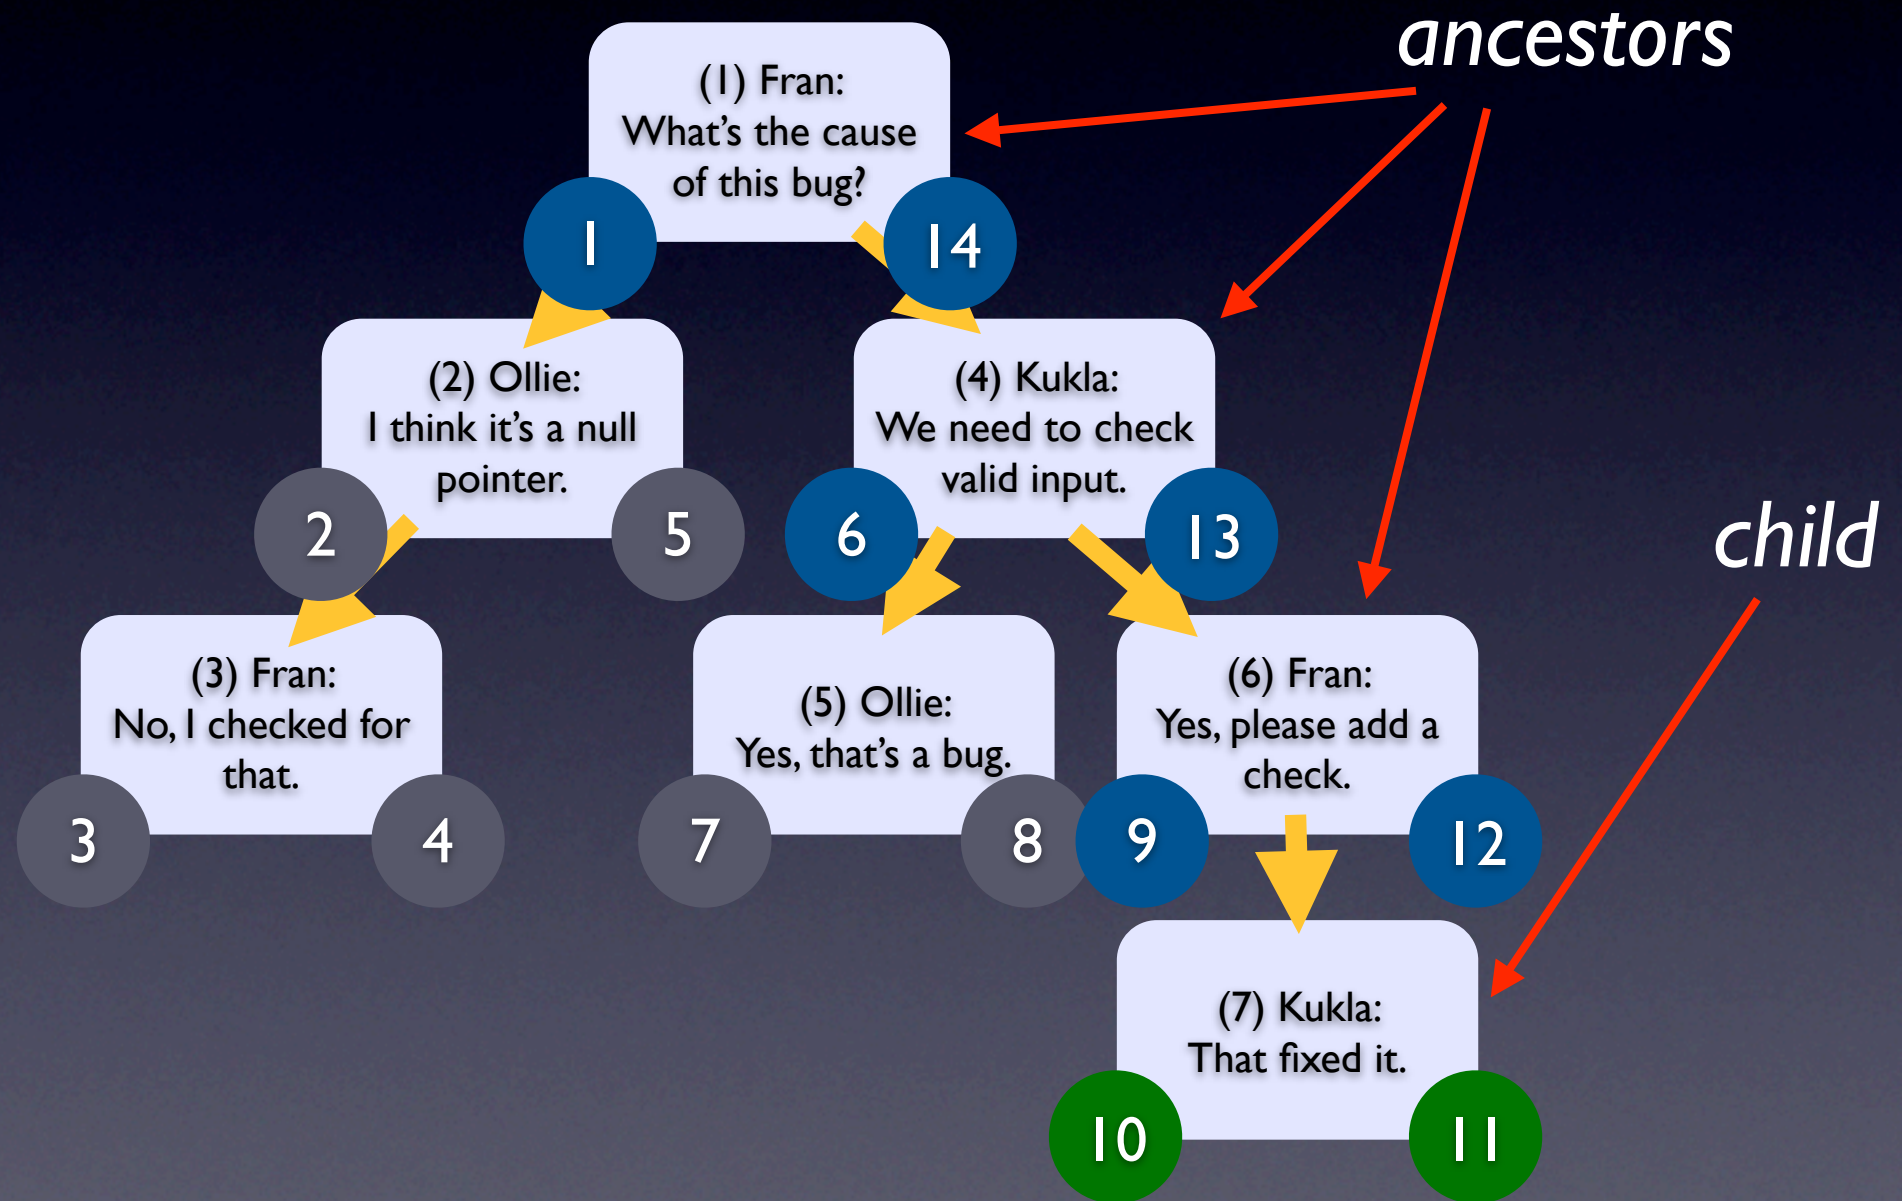 ancestors
(1) Fran:
What's the cause
of this bug?
1
14
(2) Ollie:
I think it's a null
pointer.
2
5
(4) Kukla:
We need to check
valid input.
6
13
child
(3) Fran:
No, I checked for
that.
3
4
(5) Ollie:
Yes, that's a bug.
7
8
(6) Fran:
Yes, please add a
check.
9
12
(7) Kukla:
That fixed it.
10
11